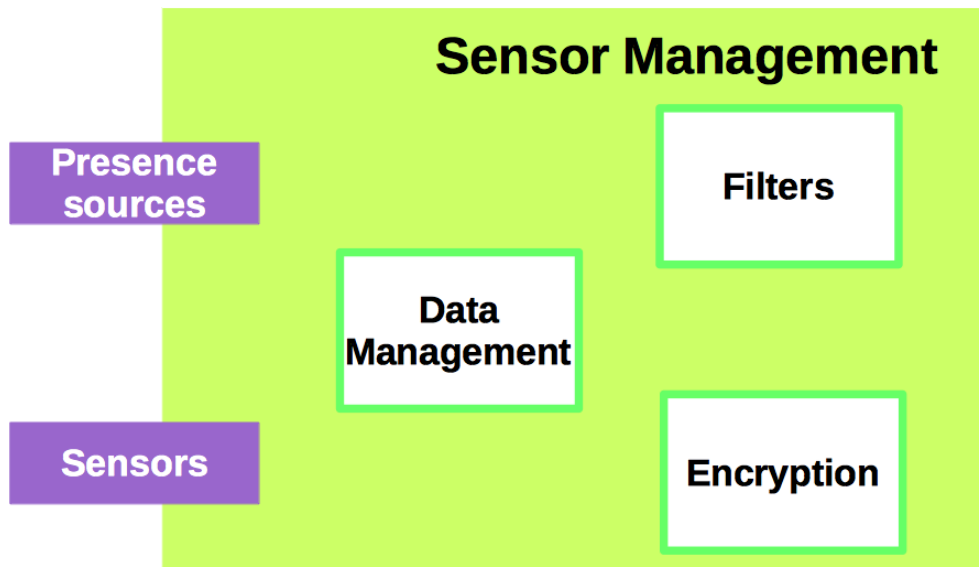 Sensor Management
Presence
sources
Filters
Data
Management
Sensors
Encryption